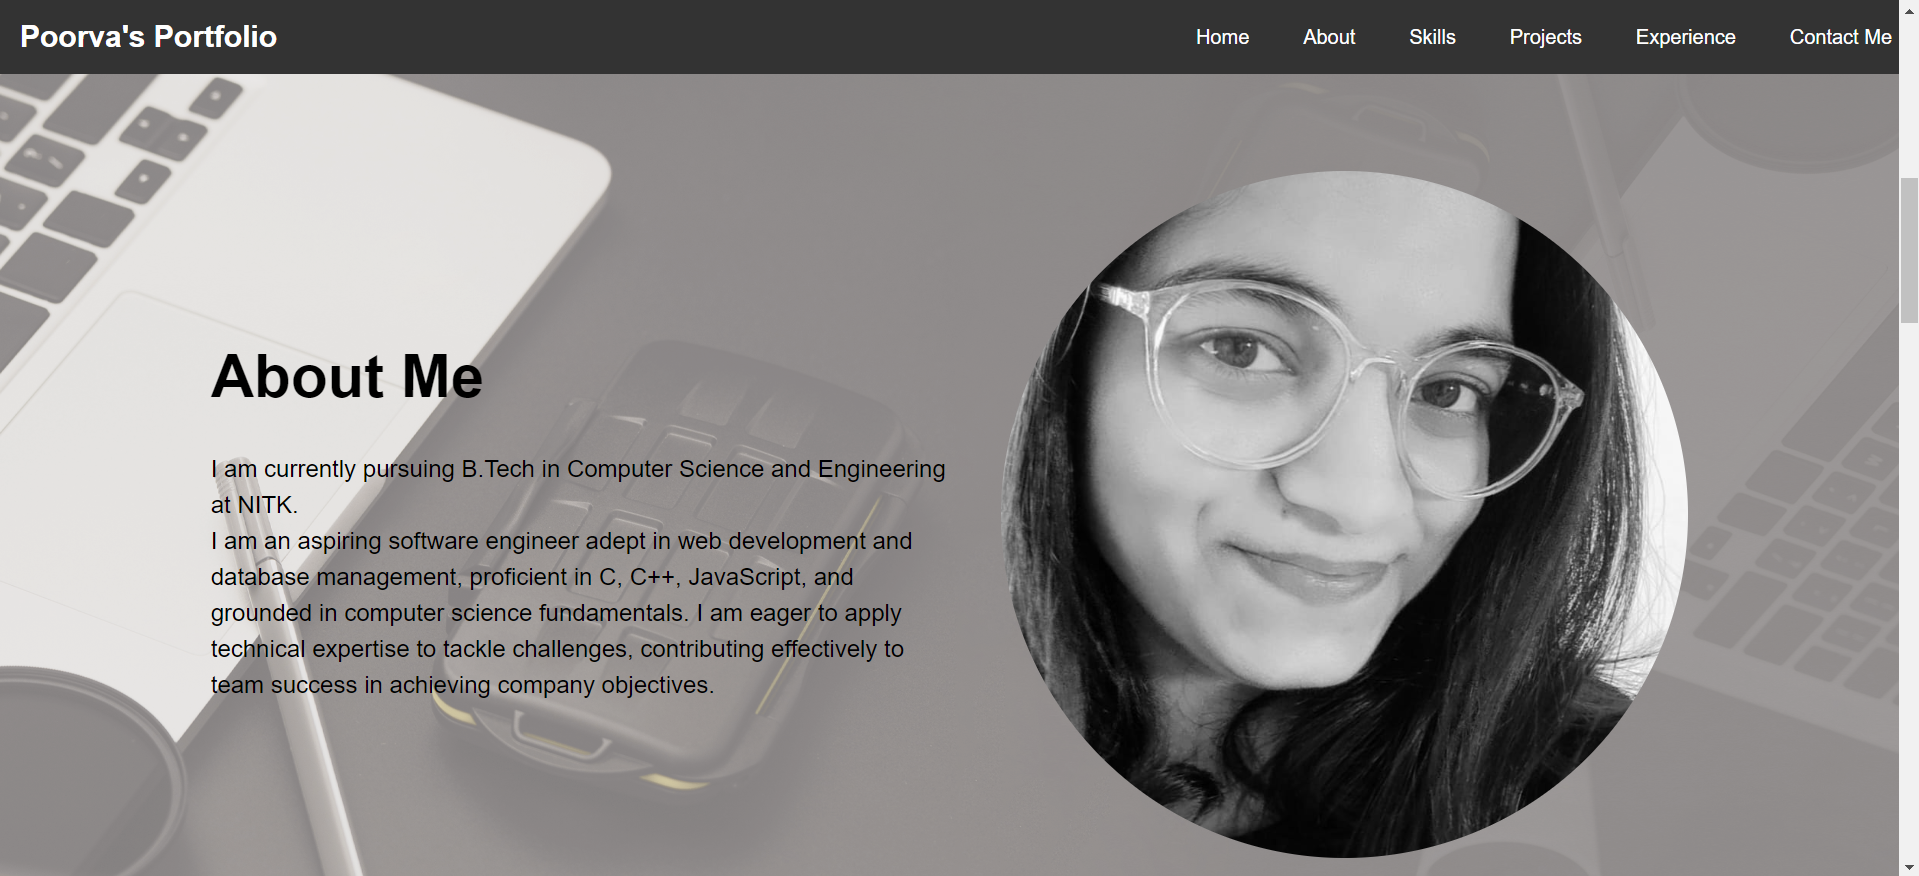 Poorva's Portfolio
Home About Skills Projects Experience Contact Me
About Me
I am currently pursuing B.Tech in Computer Science and Engineering
at NITK.
I am an aspiring software engineer adept in web development and
database management, proficient in C, C++, JavaScript, and
grounded in computer science fundamentals. I am eager to apply
technical expertise to tackle challenges, contributing effectively to
team success in achieving company objectives.